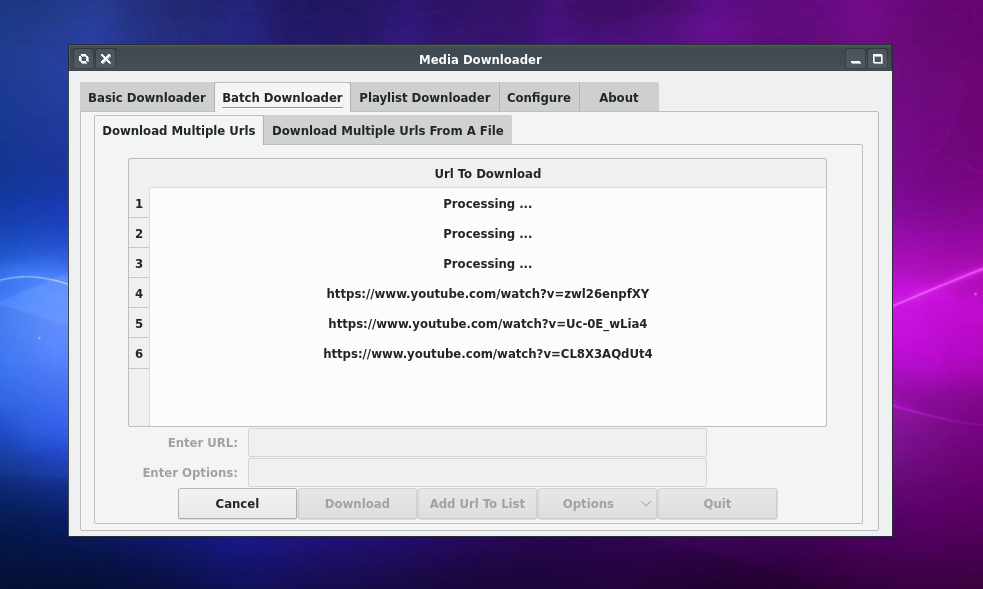 Media Downloader
Basic Downloader Batch Downloader Playlist Downloader Configure About
Download Multiple Urls Download Multiple Urls From A File
Url To Download
1 Processing ...
2 Processing ...
3 Processing ...
4 https://www.youtube.com/watch?v=zwl26enpfXY
5 https://www.youtube.com/watch?v=Uc-0E_wLia4
6 https://www.youtube.com/watch?v=CL8X3AQdUt4
Enter URL:
Enter Options:
Cancel Download Add Url To List Options Quit